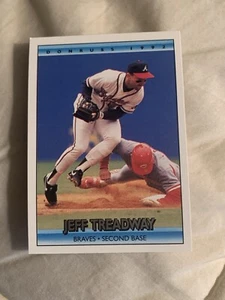 DONRUSS 1992
JEFF TREADWAY
BRAVES • SECOND BASE